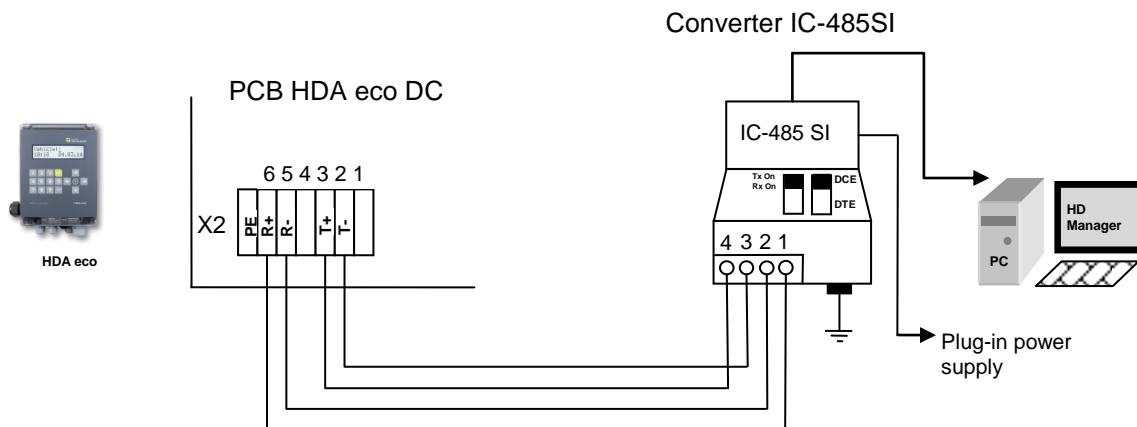 Converter IC-485SI
PCB HDA eco DC
IC-485 SI
Tx On
Rx On
DCE
DTE
Vehicle:
6 5 4 3 2 1
X2
PE
R+
R-
T+
T-
4 3 2 1
HDA eco
HD
Manager
PC
Plug-in power
supply